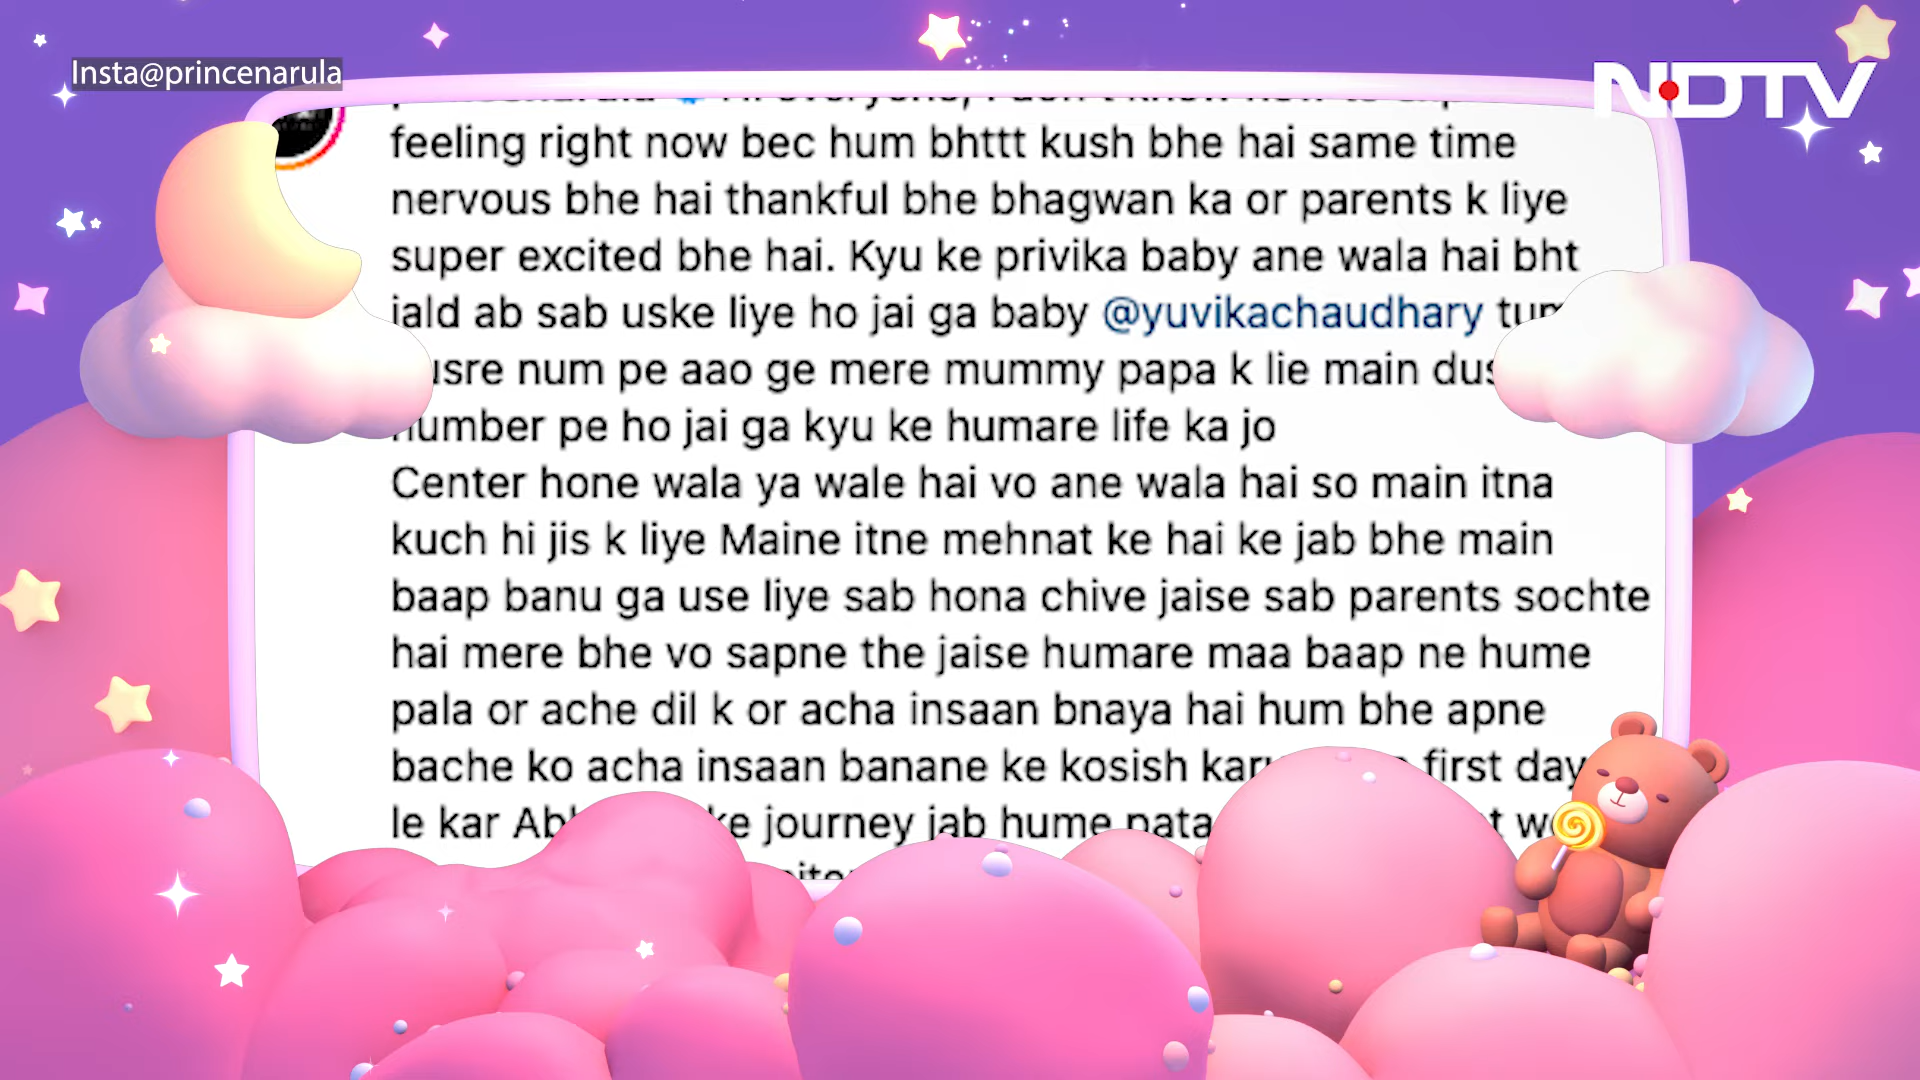 Insta@princenarula
NDTV
feeling right now bec hum bhttt kush bhe hai same time
nervous bhe hai thankful bhe bhagwan ka or parents k liye
super excited bhe hai. Kyu ke privika baby ane wala hai bht
jald ab sab uske liye ho jai ga baby @yuvikachaudhary
num pe aao ge mere mummy papa k lie main
number pe ho jai ga kyu ke humare life ka jo
Center hone wala ya wale hai vo ane wala hai so main itna
kuch hi jis k liye Maine itne mehnat ke hai ke jab bhe main
baap banu ga use liye sab hona chive jaise sab parents sochte
hai mere bhe vo sapne the jaise humare maa baap ne hume
pala or ache dil k or acha insaan bnaya hai hum bhe apne
bache ko acha insaan banane ke kosish first day
le kar ke journey jab hume pata